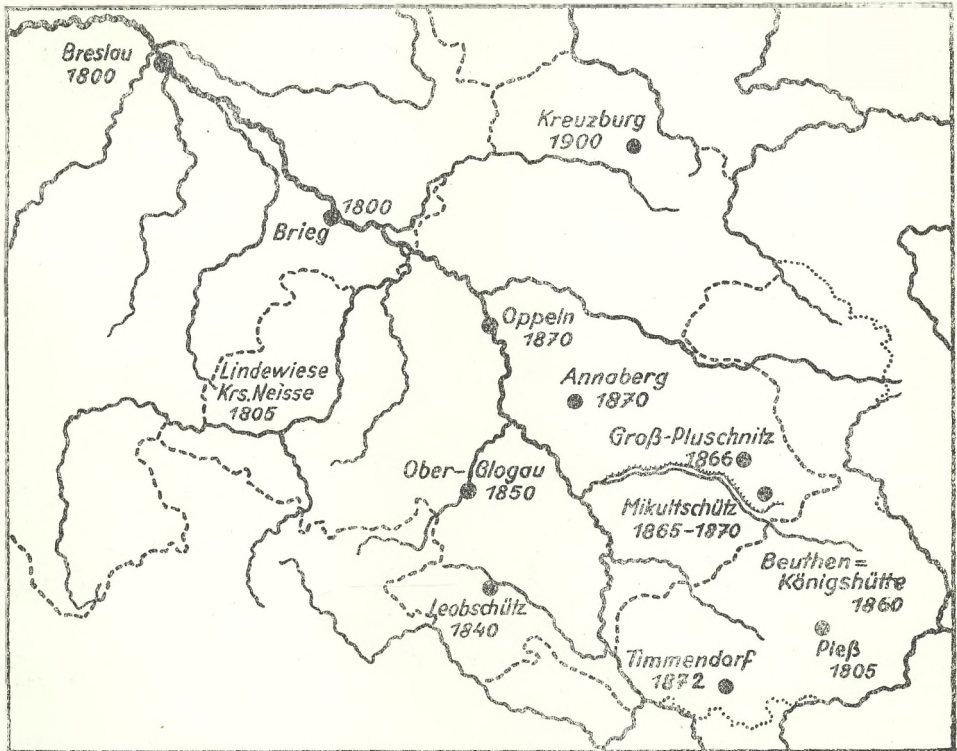 Breslau
1800
Kreuzburg
1900
1800
Brieg
Oppeln
1870
Lindewiese
Krs. Neisse
1805
Annaberg
1870
Groß-Pluschnitz
1866
Ober-Glogau
1850
Mikultschütz
1865-1870
Beuthen=
Königshütte
1860
Leobschütz
1840
Pleß
1805
Timmendorf
1872